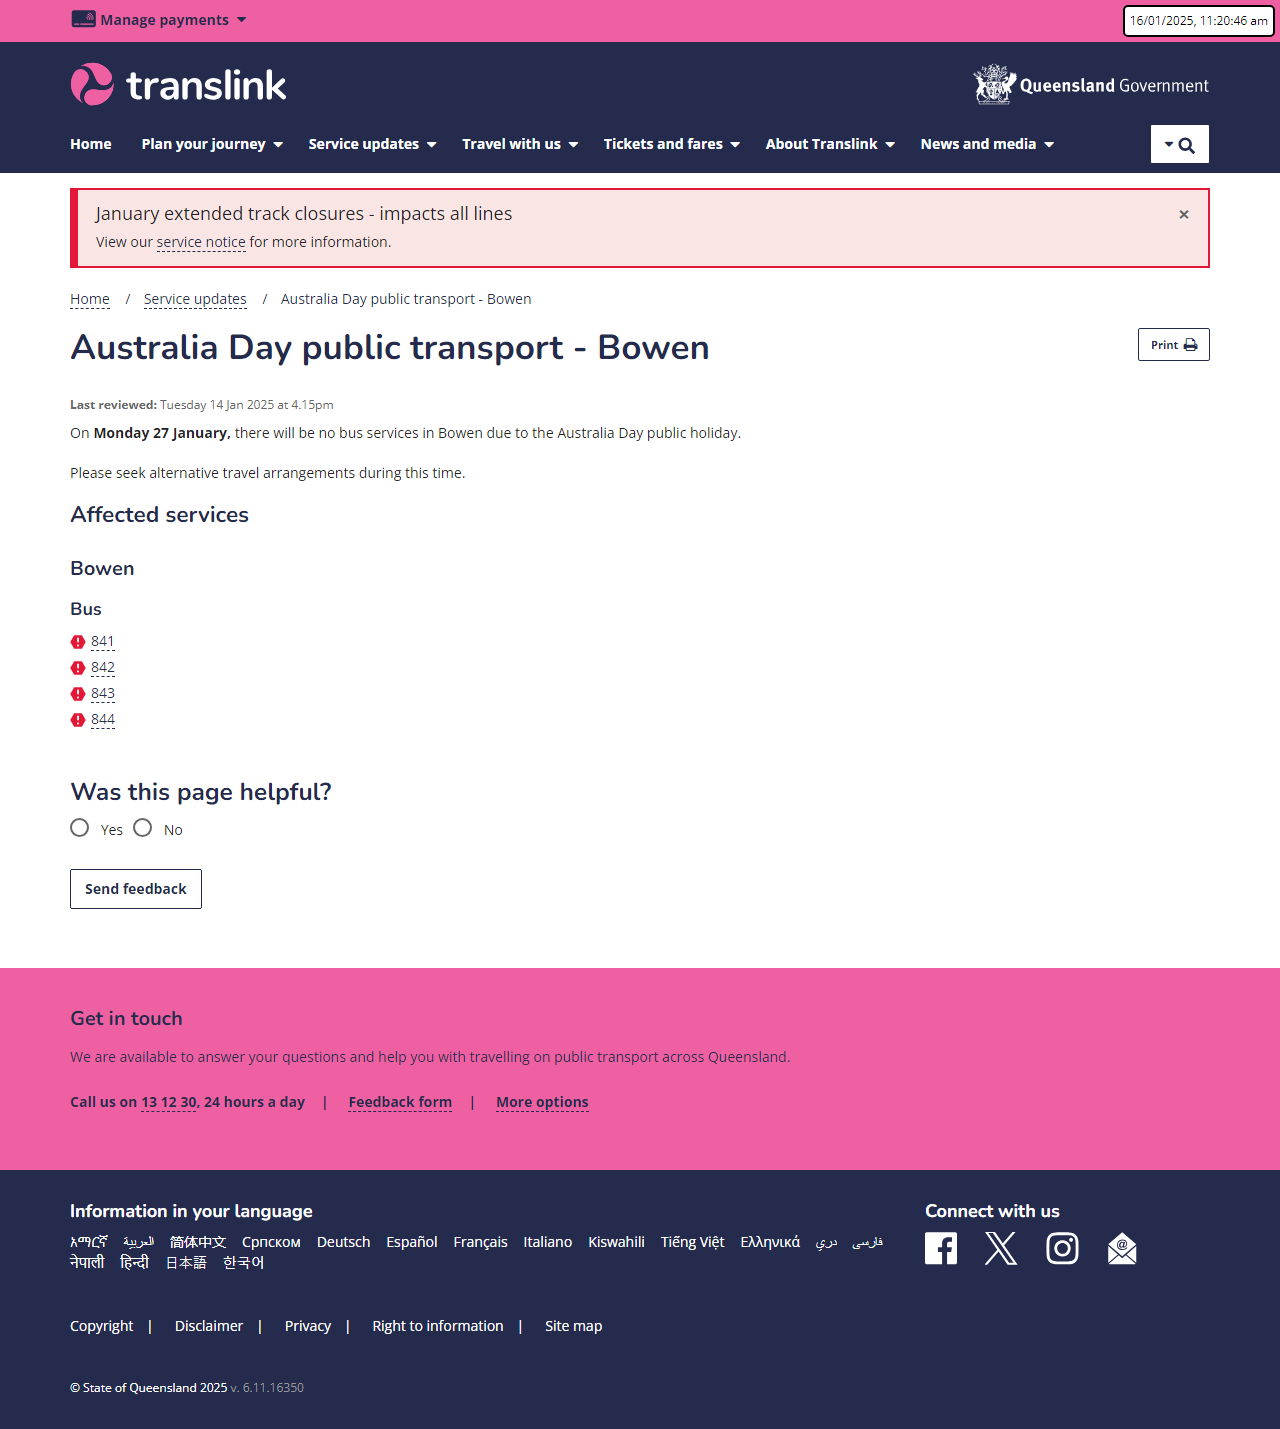 Manage payments
16/01/2025, 11:20:46 am
translink
Queensland Government
Home Plan your journey Service updates Travel with us Tickets and fares About Translink News and media
January extended track closures - impacts all lines
×
View our service notice for more information.
Home / Service updates / Australia Day public transport - Bowen
Australia Day public transport - Bowen
Print
Last reviewed: Tuesday 14 Jan 2025 at 4.15pm
On Monday 27 January, there will be no bus services in Bowen due to the Australia Day public holiday.
Please seek alternative travel arrangements during this time.
Affected services
Bowen
Bus
841
842
843
844
Was this page helpful?
Yes No
Send feedback
Get in touch
We are available to answer your questions and help you with travelling on public transport across Queensland.
Call us on 13 12 30, 24 hours a day | Feedback form | More options
Information in your language
Connect with us
አማርኛ العربية 简体中文 Српском Deutsch Español Français Italiano Kiswahili Tiếng Việt Ελληνικά دري فارسی
नेपाली हिन्दी 日本語 한국어
Copyright | Disclaimer | Privacy | Right to information | Site map
© State of Queensland 2025 v. 6.11.16350